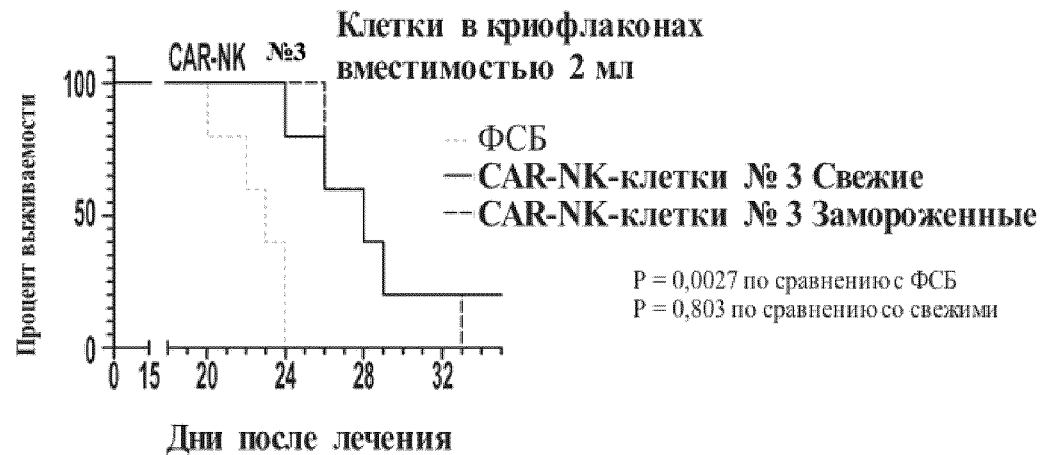 Клетки в криофлаконах
CAR-NK №3
вместимостью 2 мл
100
50
0
Процент выживаемости
ФСБ
CAR-NK-клетки № 3 Свежие
CAR-NK-клетки № 3 Замороженные
P = 0,0027 по сравнению с ФСБ
P = 0,803 по сравнению со свежими
0 15 20 24 28 32
Дни после лечения